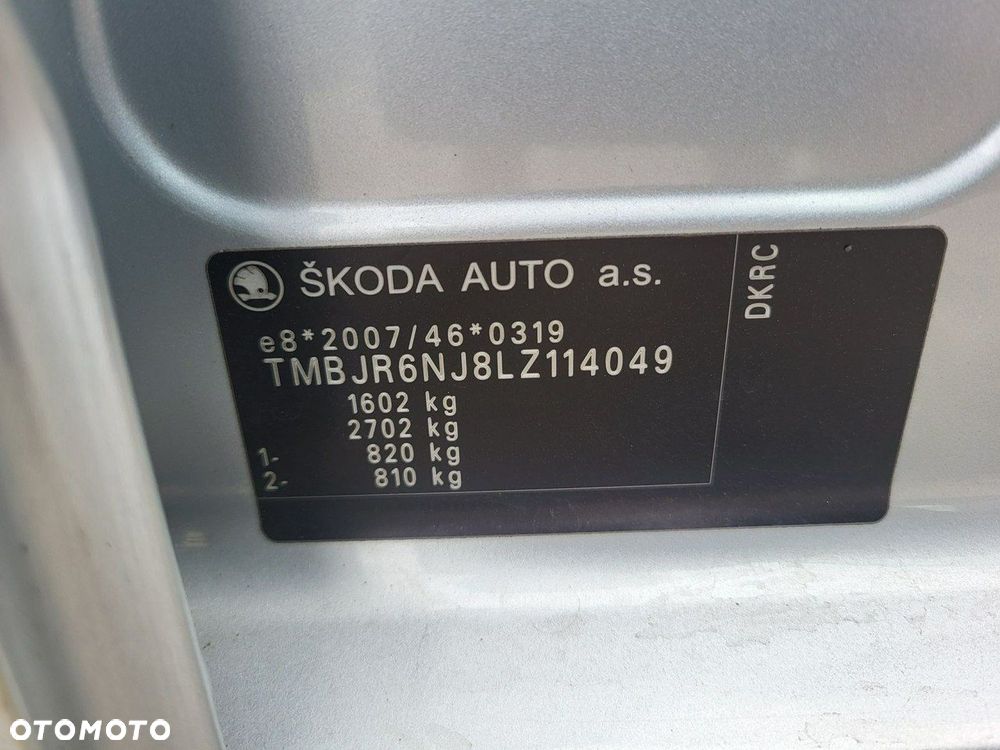 ŠKODA AUTO a.s.
e8*2007/46*0319
TMBJR6NJ8LZ114049
1602 kg
2702 kg
1- 820 kg
2- 810 kg
DKRC
OTOMOTO